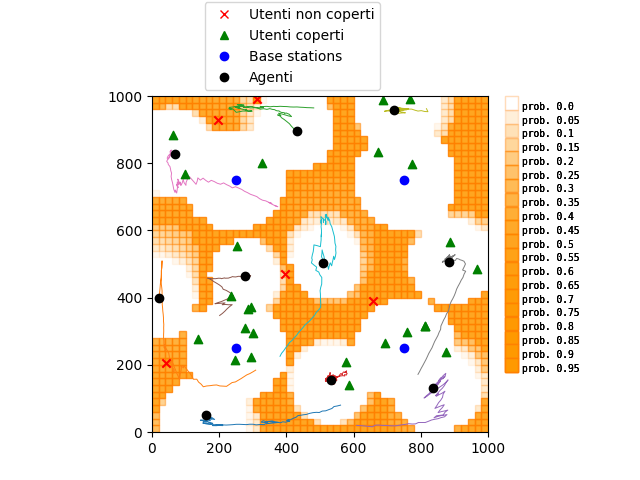 Utenti non coperti
Utenti coperti
Base stations
Agenti
1000
800
600
400
200
0
0
200
400
600
800
1000
prob. 0.0
prob. 0.05
prob. 0.1
prob. 0.15
prob. 0.2
prob. 0.25
prob. 0.3
prob. 0.35
prob. 0.4
prob. 0.45
prob. 0.5
prob. 0.55
prob. 0.6
prob. 0.65
prob. 0.7
prob. 0.75
prob. 0.8
prob. 0.85
prob. 0.9
prob. 0.95